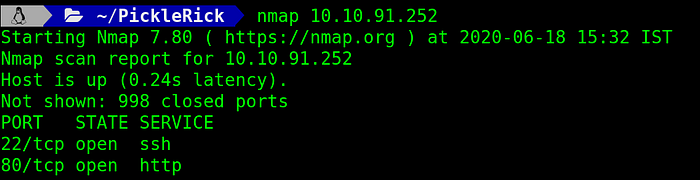 ~/PickleRick nmap 10.10.91.252
Starting Nmap 7.80 ( https://nmap.org ) at 2020-06-18 15:32 IST
Nmap scan report for 10.10.91.252
Host is up (0.24s latency).
Not shown: 998 closed ports
PORT   STATE SERVICE
22/tcp open  ssh
80/tcp open  http